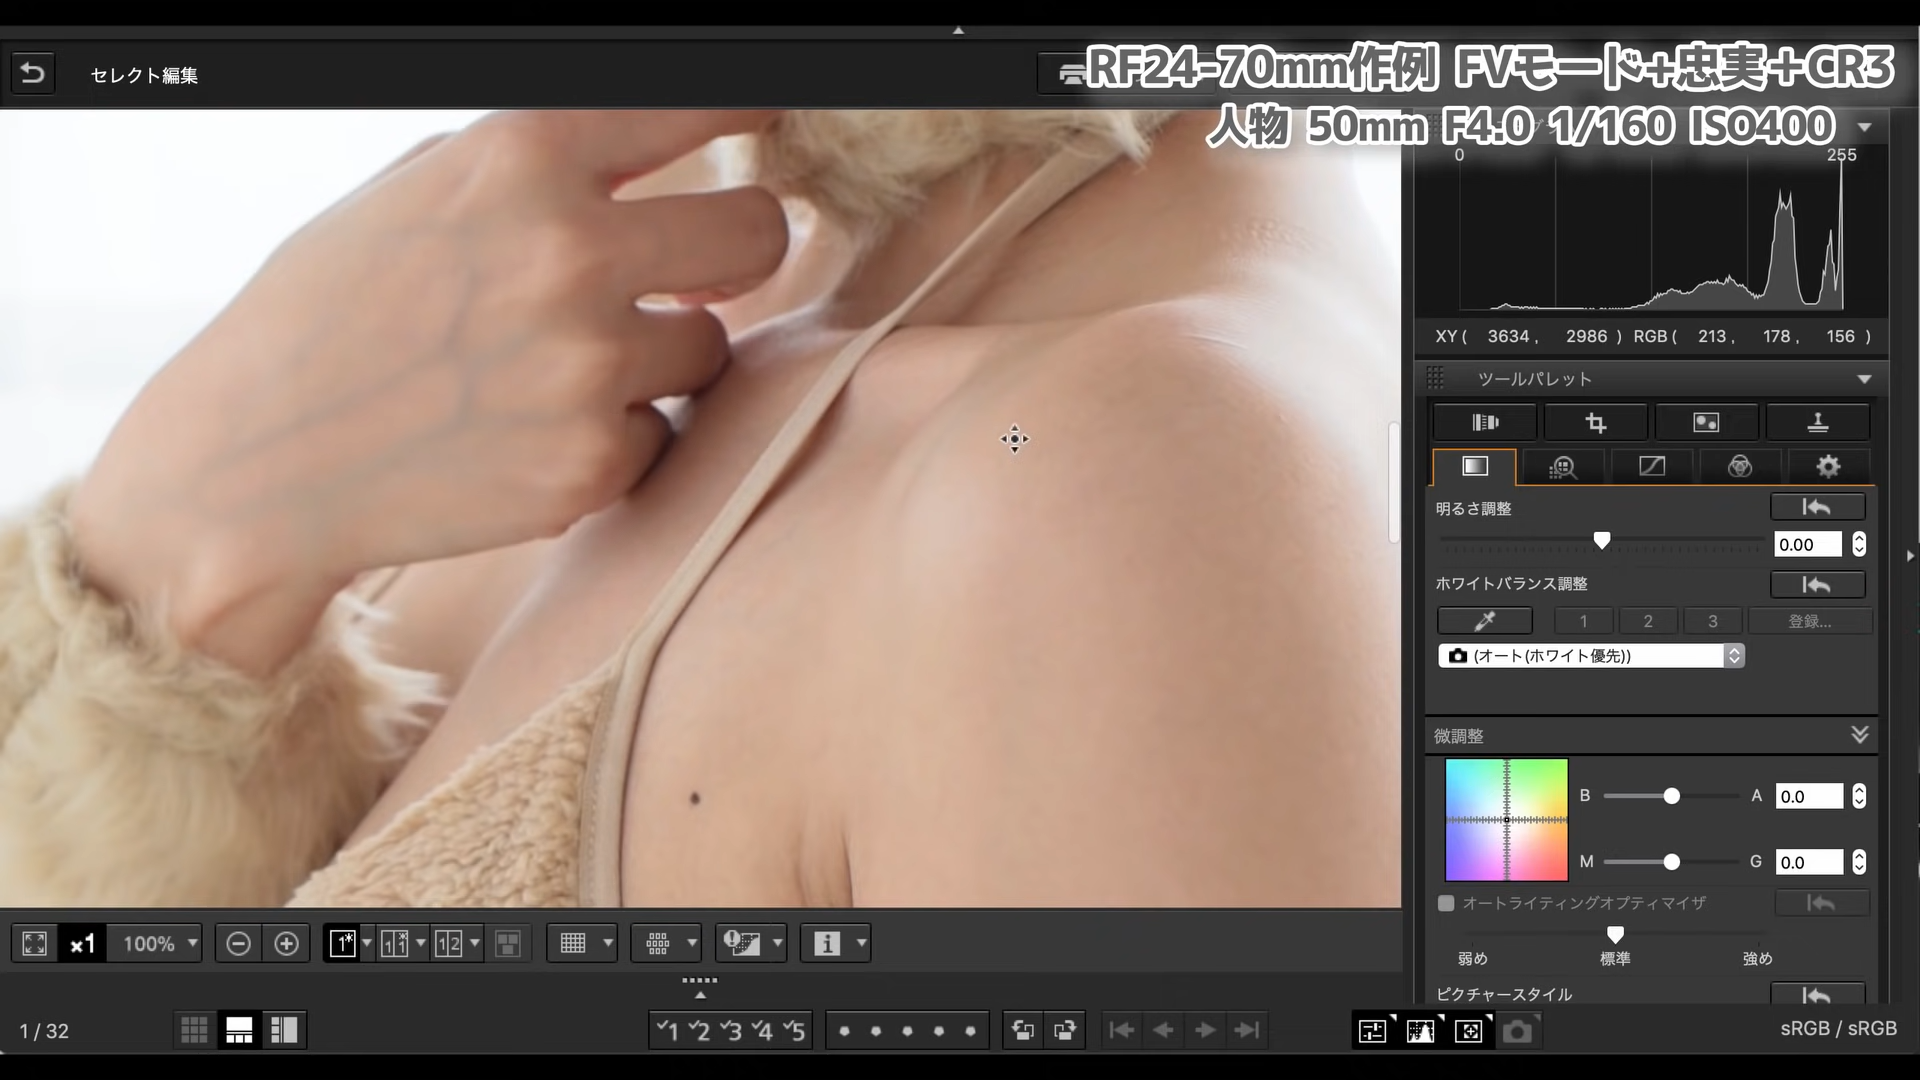 RF24-70mm作例 FVモード+忠実+CR3
セレクト編集
人物 50mm F4.0 1/160 ISO400
0 255
XY ( 3634 , 2986 ) RGB ( 213 , 178 , 156 )
ツールパレット
明るさ調整
0.00
ホワイトバランス調整
1 2 3 登録...
(オート(ホワイト優先))
微調整
B A 0.0
M G 0.0
オートライティングオプティマイザ
弱め 標準 強め
ピクチャースタイル
x1 100%
1 / 32
1 2 3 4 5
sRGB / sRGB